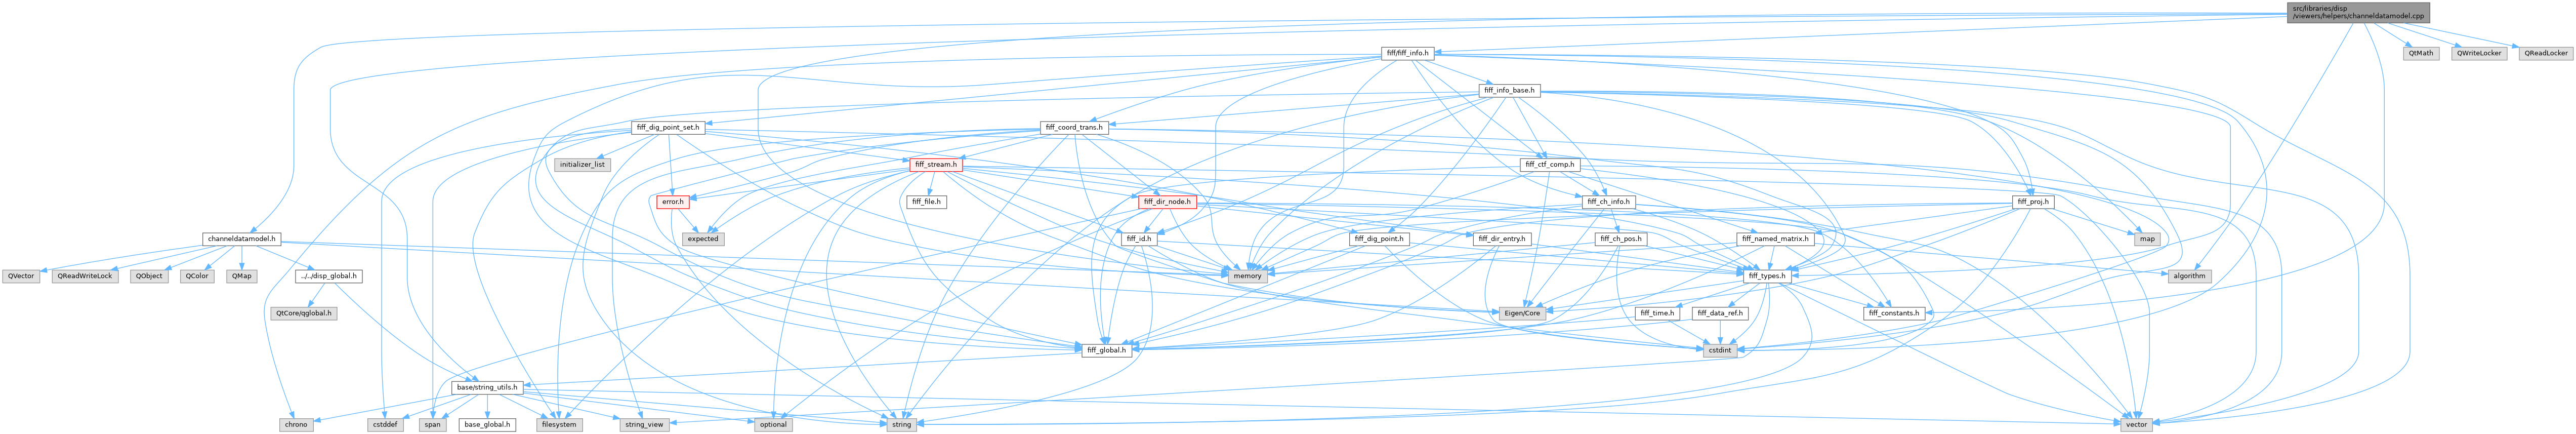 src/libraries/disp
/viewers/helpers/channeldatamodel.cpp
fiff/fiff_info.h
QtMath
QWriteLocker
QReadLocker
fiff_info_base.h
fiff_dig_point_set.h
fiff_coord_trans.h
initializer_list
fiff_stream.h
fiff_ctf_comp.h
error.h
fiff_file.h
fiff_dir_node.h
fiff_ch_info.h
fiff_proj.h
channeldatamodel.h
expected
fiff_id.h
fiff_dig_point.h
fiff_dir_entry.h
fiff_ch_pos.h
fiff_named_matrix.h
map
QVector
QReadWriteLock
QObject
QColor
QMap
../../disp_global.h
memory
fiff_types.h
algorithm
QtCore/qglobal.h
Eigen/Core
fiff_time.h
fiff_data_ref.h
fiff_constants.h
fiff_global.h
cstdint
base/string_utils.h
chrono
cstddef
span
base_global.h
filesystem
string_view
optional
string
vector